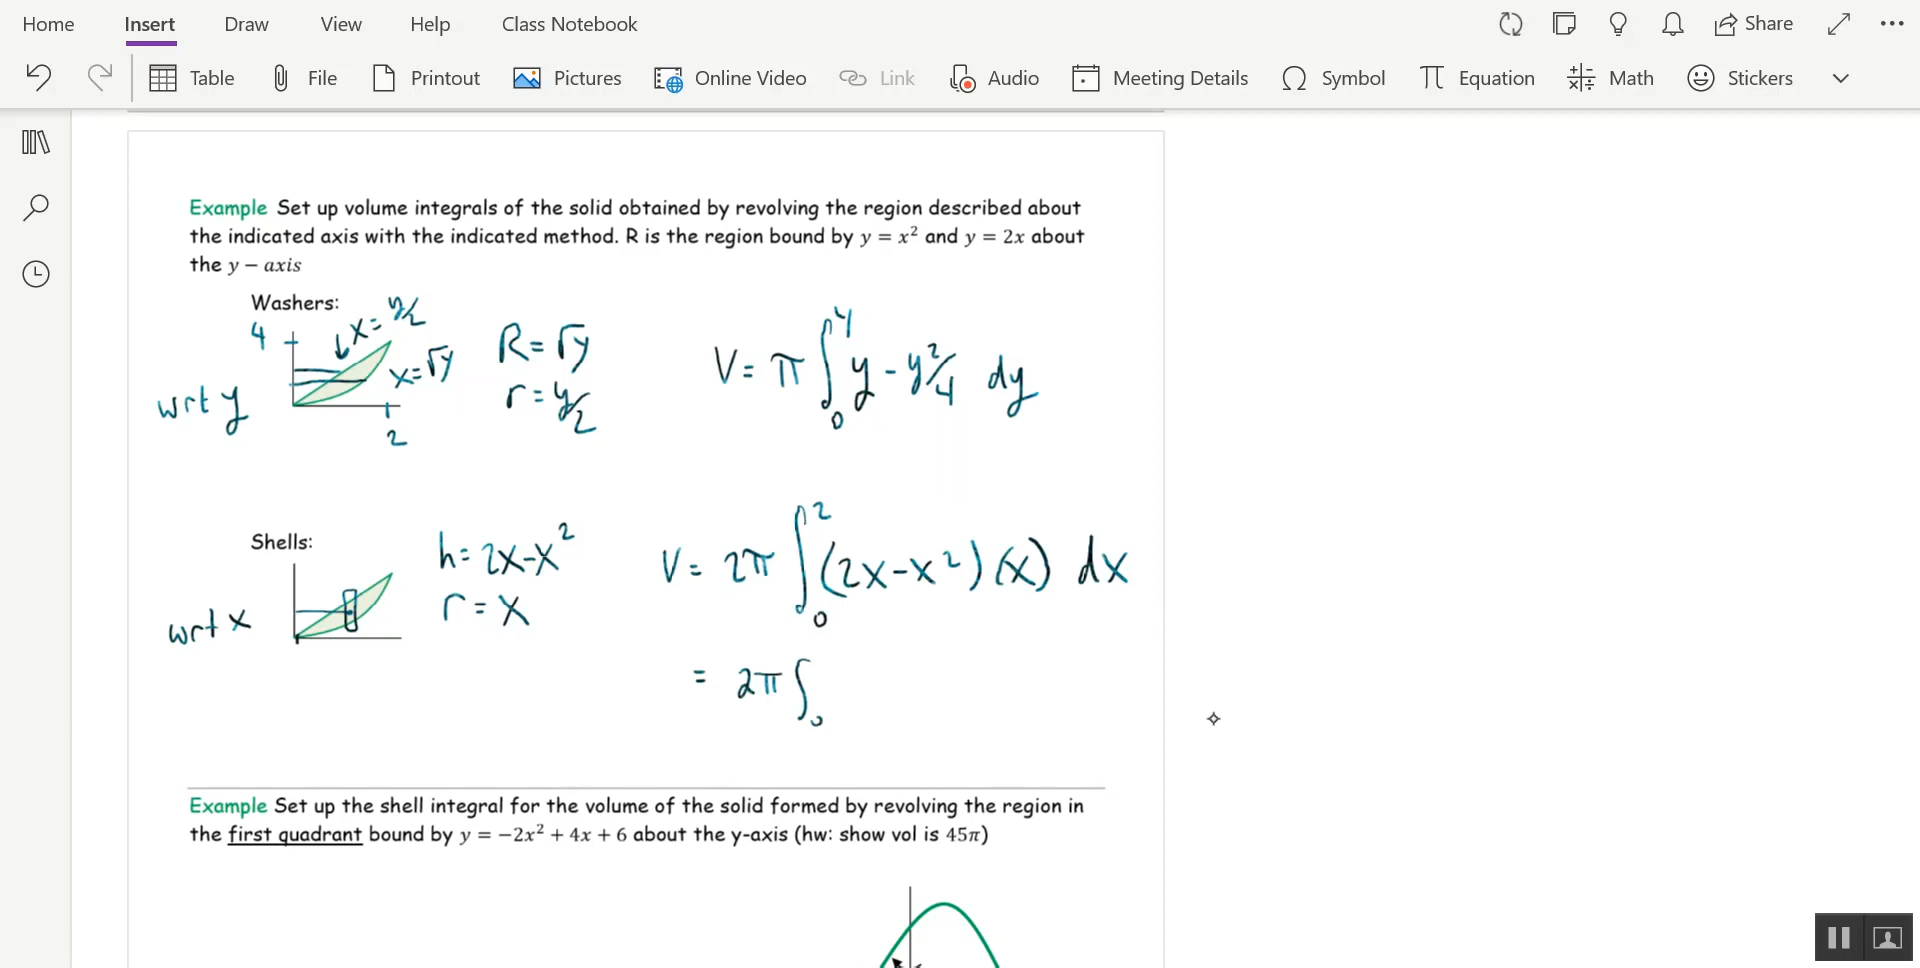 Home Insert Draw View Help Class Notebook Share
Table File Printout Pictures Online Video Link Audio Meeting Details Symbol Equation Math Stickers
Example Set up volume integrals of the solid obtained by revolving the region described about
the indicated axis with the indicated method. R is the region bound by y = x² and y = 2x about
the y − axis
Washers:
wrt y
4
x = y/2
x = √y
2
R = √y
r = y/2
V = π ∫₀⁴ y - y²/4 dy
Shells:
wrt x
h = 2x - x²
r = x
V = 2π ∫₀² (2x - x²)(x) dx
= 2π ∫₀
Example Set up the shell integral for the volume of the solid formed by revolving the region in
the first quadrant bound by y = −2x² + 4x + 6 about the y-axis (hw: show vol is 45π)